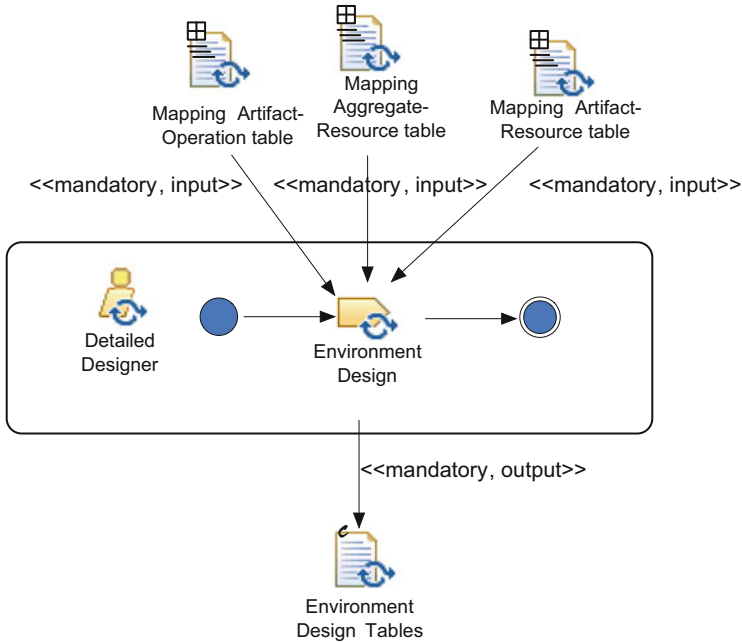 Mapping Artifact-
Operation table
Mapping
Aggregate-
Resource table
Mapping Artifact-
Resource table
<<mandatory, input>>
<<mandatory, input>>
<<mandatory, input>>
Detailed
Designer
Environment
Design
<<mandatory, output>>
Environment
Design Tables